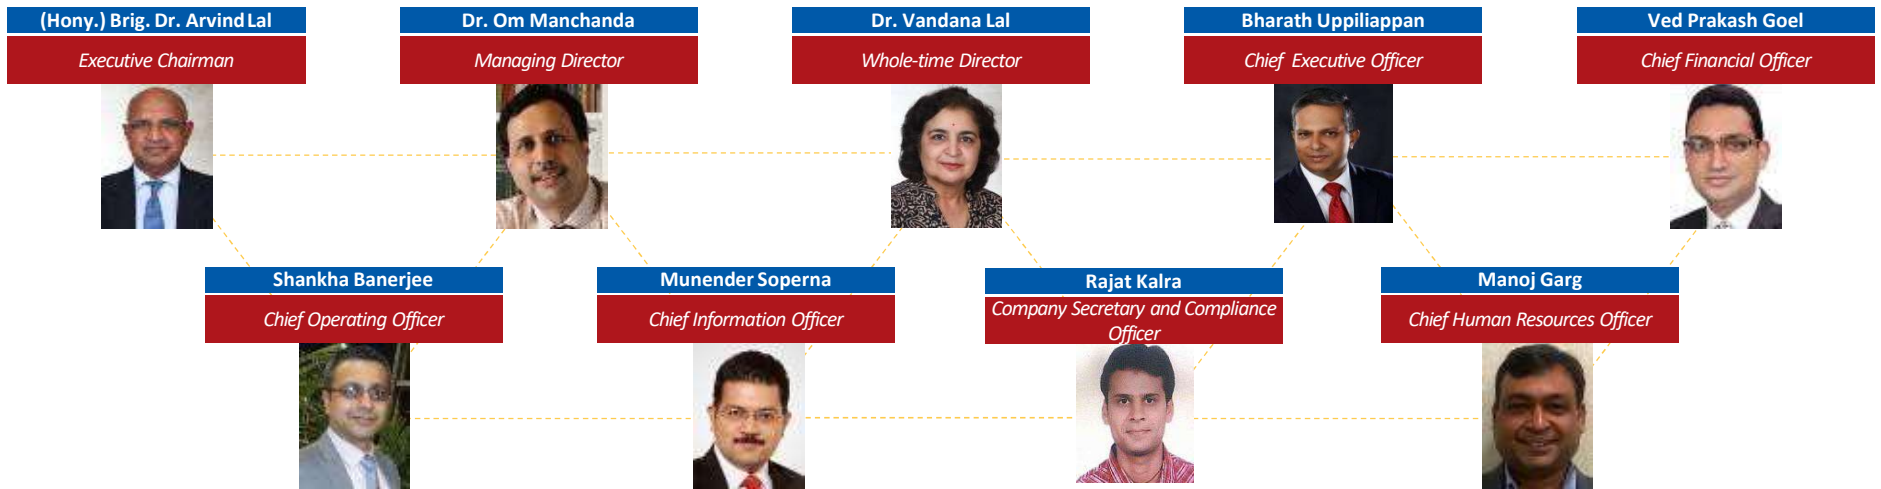 (Hony.) Brig. Dr. Arvind Lal
Executive Chairman
Dr. Om Manchanda
Managing Director
Dr. Vandana Lal
Whole-time Director
Bharath Uppiliappan
Chief Executive Officer
Ved Prakash Goel
Chief Financial Officer
Shankha Banerjee
Chief Operating Officer
Munender Soperna
Chief Information Officer
Rajat Kalra
Company Secretary and Compliance
Officer
Manoj Garg
Chief Human Resources Officer